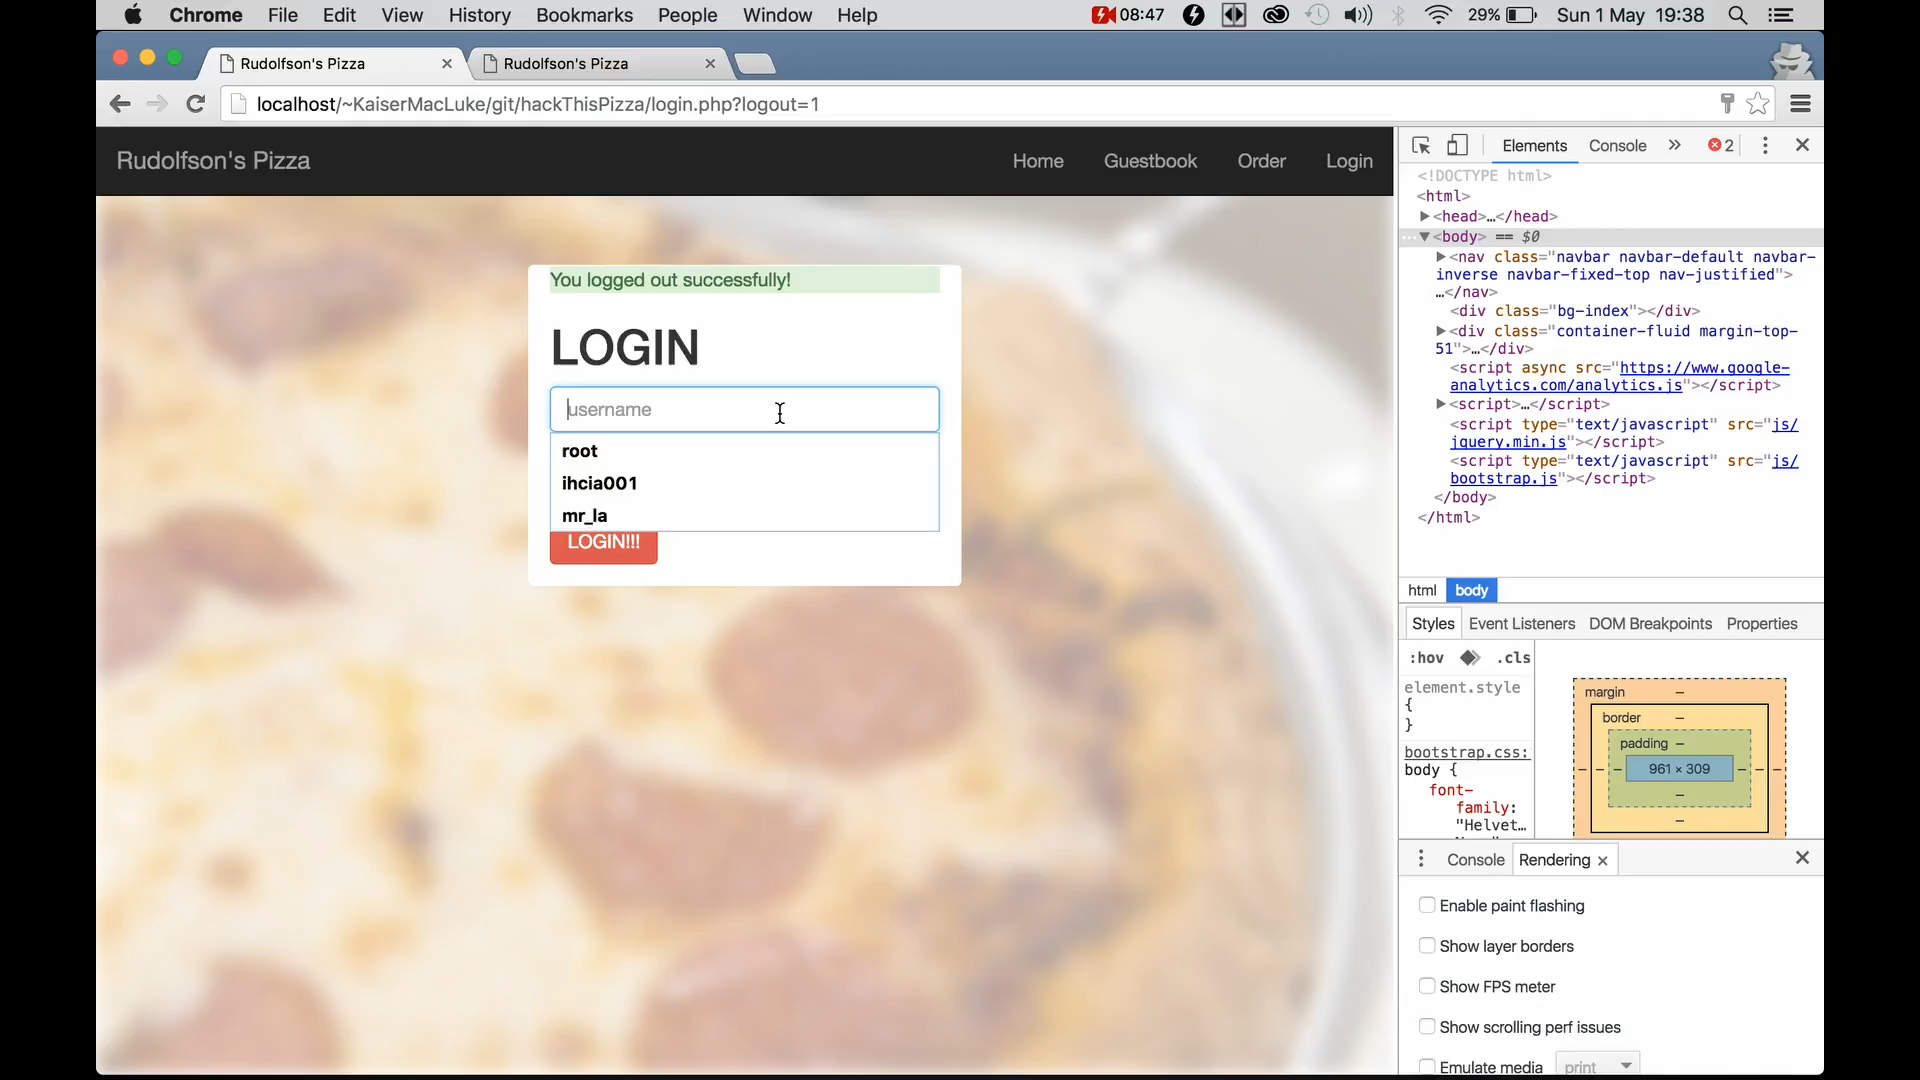 Chrome File Edit View History Bookmarks People Window Help 08:47 29% Sun 1 May 19:38
Rudolfson's Pizza
Rudolfson's Pizza
localhost/~KaiserMacLuke/git/hackThisPizza/login.php?logout=1
Rudolfson's Pizza Home Guestbook Order Login
You logged out successfully!
LOGIN
username
root
ihcia001
mr_la
LOGIN!!!
Elements Console » 2
<!DOCTYPE html>
<html>
<head>…</head>
…<body> == $0
<nav class="navbar navbar-default navbar-
inverse navbar-fixed-top nav-justified">
…</nav>
<div class="bg-index"></div>
<div class="container-fluid margin-top-
51">…</div>
<script async src="https://www.google-
analytics.com/analytics.js"></script>
<script>…</script>
<script type="text/javascript" src="js/
jquery.min.js"></script>
<script type="text/javascript" src="js/
bootstrap.js"></script>
</body>
</html>
html body
Styles Event Listeners DOM Breakpoints Properties
:hov .cls
element.style
{
}
bootstrap.css:
body {
font-
family:
"Helvet…
margin –
border –
padding –
– – – 961 × 309 – – –
–
–
Console Rendering ×
Enable paint flashing
Show layer borders
Show FPS meter
Show scrolling perf issues
Emulate media print